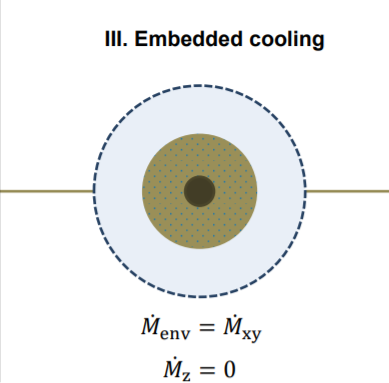 III. Embedded cooling
Ṁenv = Ṁxy
Ṁz = 0